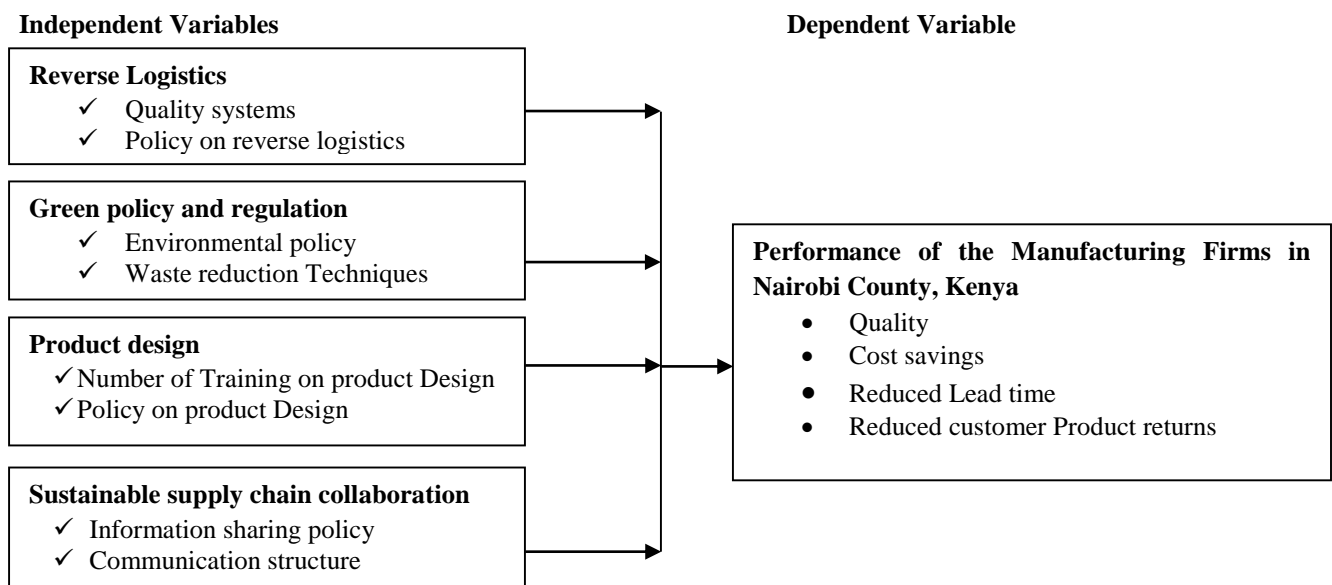 Independent Variables
Dependent Variable
Reverse Logistics
✓ Quality systems
✓ Policy on reverse logistics
Green policy and regulation
✓ Environmental policy
✓ Waste reduction Techniques
Product design
✓ Number of Training on product Design
✓ Policy on product Design
Sustainable supply chain collaboration
✓ Information sharing policy
✓ Communication structure
Performance of the Manufacturing Firms in
Nairobi County, Kenya
• Quality
• Cost savings
• Reduced Lead time
• Reduced customer Product returns